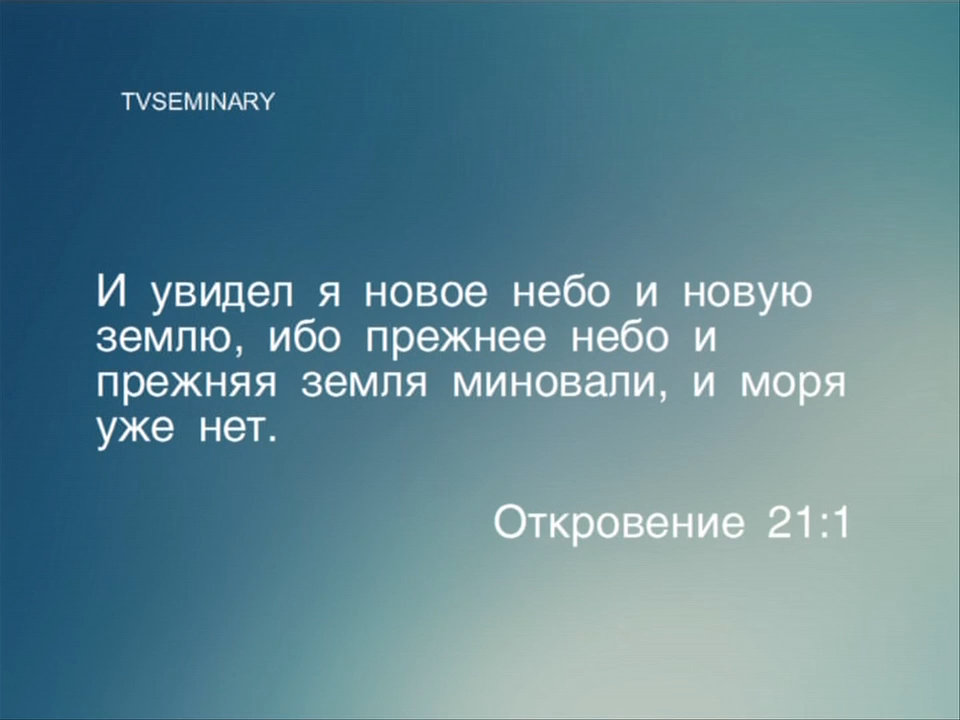 TVSEMINARY
И увидел я новое небо и новую
землю, ибо прежнее небо и
прежняя земля миновали, и моря
уже нет.
Откровение 21:1